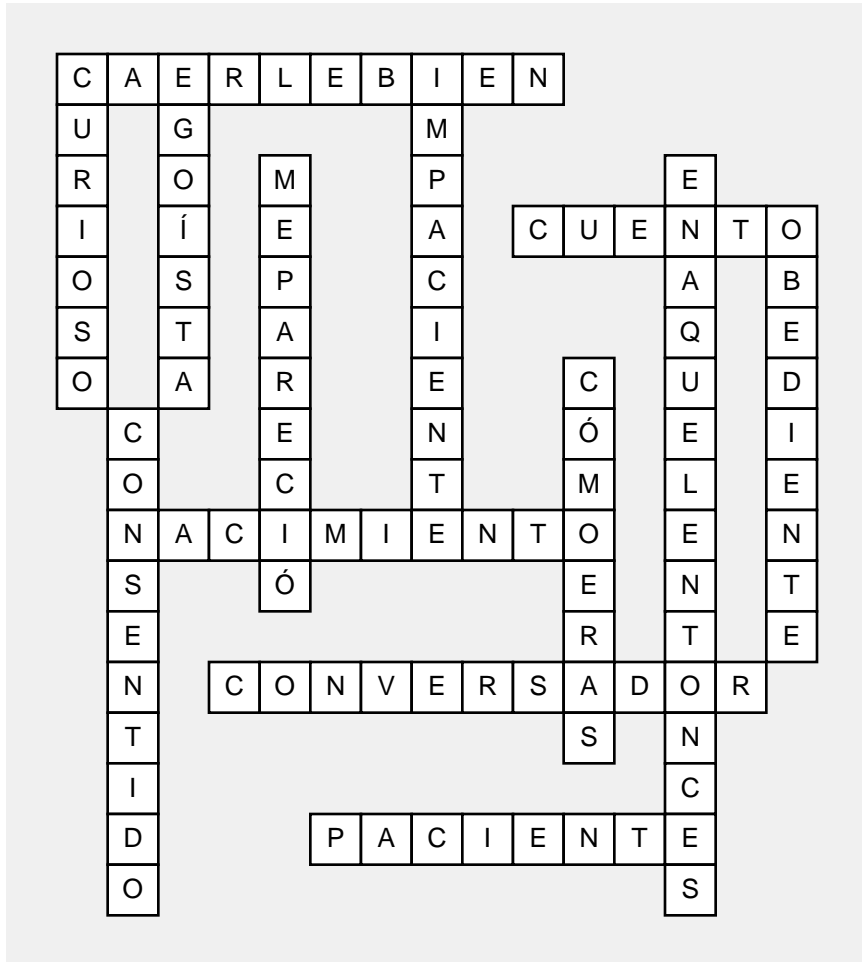 CAERLEBIEN
CURIOSO
EGOÍSTA
IMPACIENTE
MEPARECIÓ
ENAQUELENTONCES
CUENTO
OBEDIENTE
CÓMOERAS
CONSENTIDO
NACIMIENTO
CONVERSADOR
PACIENTE